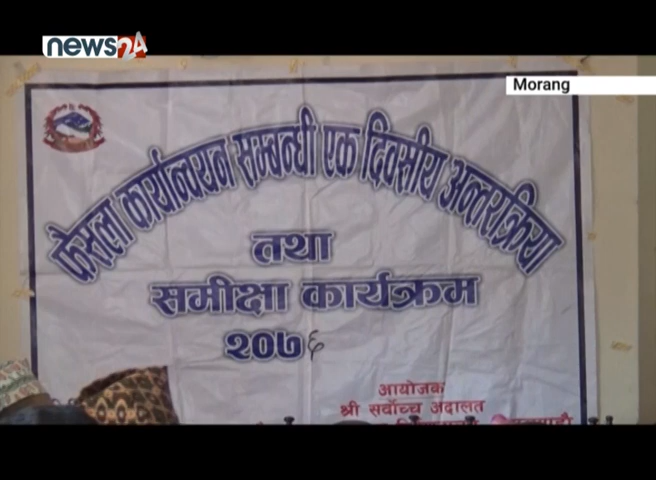 news24
Morang
फैसला कार्यान्वयन सम्बन्धी एक दिवसीय अन्तरक्रिया
तथा
समीक्षा कार्यक्रम
२०७६
आयोजक
श्री सर्वोच्च अदालत